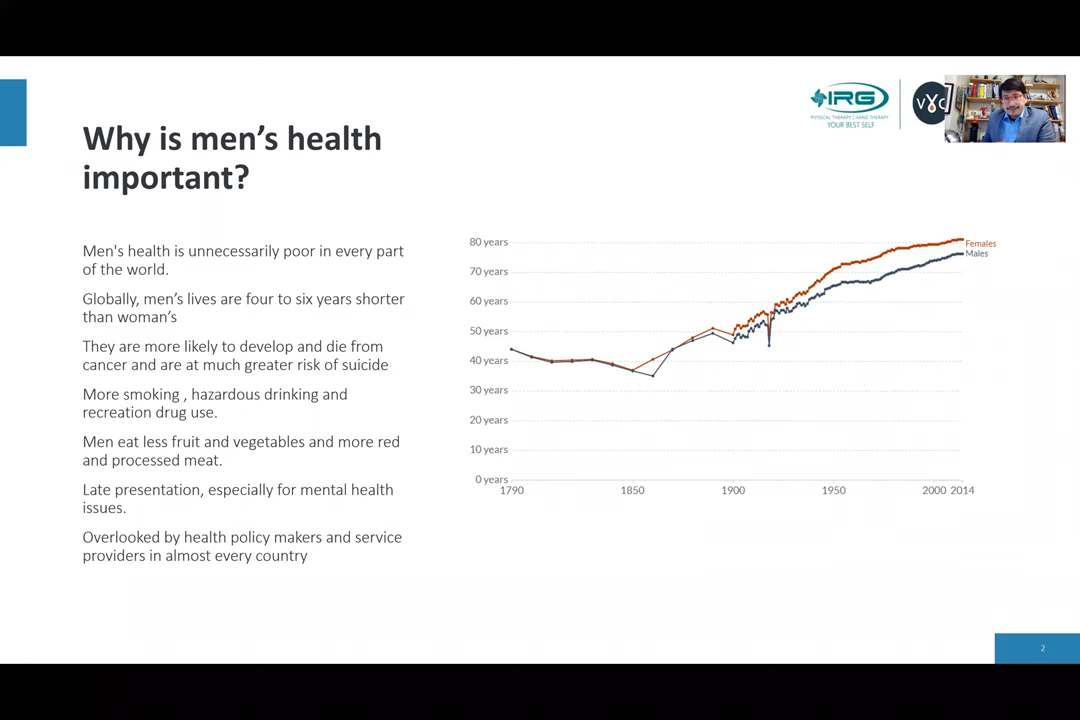 IRG
PHYSICAL THERAPY | HAND THERAPY
YOUR BEST SELF
Why is men’s health
important?
Men's health is unnecessarily poor in every part
of the world.
Globally, men’s lives are four to six years shorter
than woman’s
They are more likely to develop and die from
cancer and are at much greater risk of suicide
More smoking , hazardous drinking and
recreation drug use.
Men eat less fruit and vegetables and more red
and processed meat.
Late presentation, especially for mental health
issues.
Overlooked by health policy makers and service
providers in almost every country
80 years
70 years
60 years
50 years
40 years
30 years
20 years
10 years
0 years
1790 1850 1900 1950 2000 2014
Females
Males
2